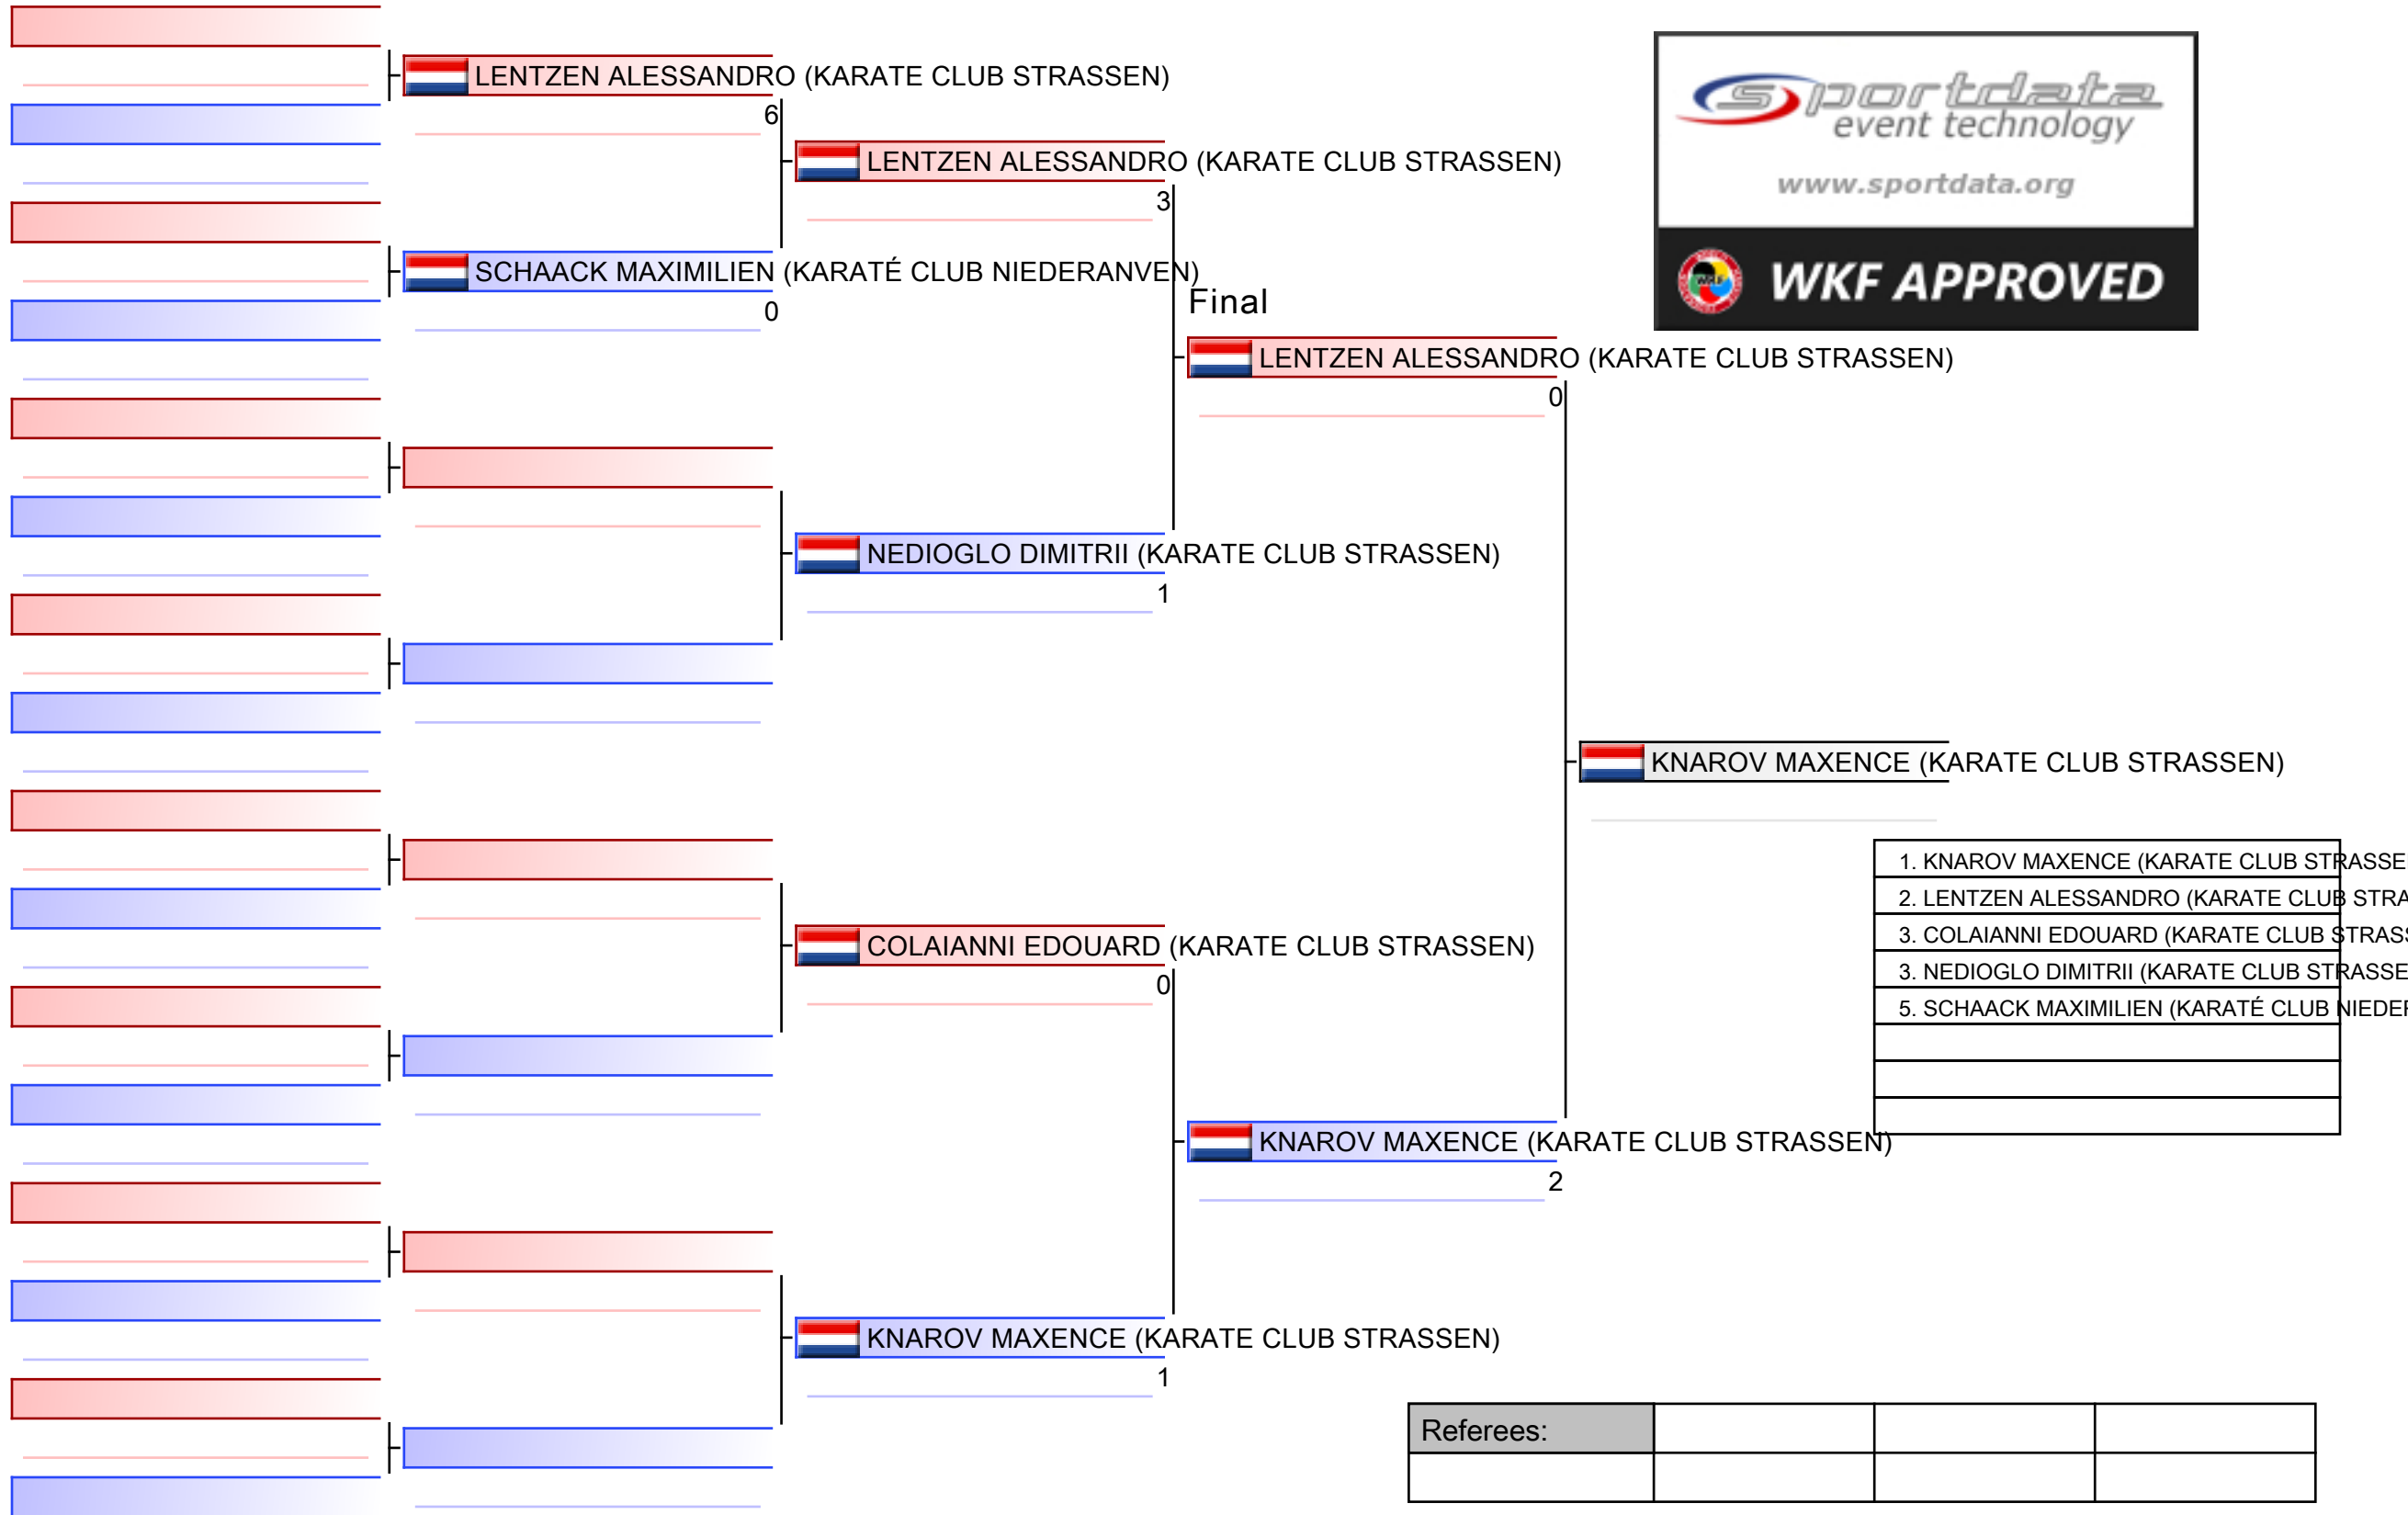 LENTZEN ALESSANDRO (KARATE CLUB STRASSEN)
6
LENTZEN ALESSANDRO (KARATE CLUB STRASSEN)
3
SCHAACK MAXIMILIEN (KARATÉ CLUB NIEDERANVEN)
0
Final
LENTZEN ALESSANDRO (KARATE CLUB STRASSEN)
0
NEDIOGLO DIMITRII (KARATE CLUB STRASSEN)
1
KNAROV MAXENCE (KARATE CLUB STRASSEN)
COLAIANNI EDOUARD (KARATE CLUB STRASSEN)
0
KNAROV MAXENCE (KARATE CLUB STRASSEN)
2
KNAROV MAXENCE (KARATE CLUB STRASSEN)
1
sportdata
event technology
www.sportdata.org
WKF
WKF APPROVED
1. KNAROV MAXENCE (KARATE CLUB STRASSE
2. LENTZEN ALESSANDRO (KARATE CLUB STRA
3. COLAIANNI EDOUARD (KARATE CLUB STRASS
3. NEDIOGLO DIMITRII (KARATE CLUB STRASSE
5. SCHAACK MAXIMILIEN (KARATÉ CLUB NIEDER
Referees: